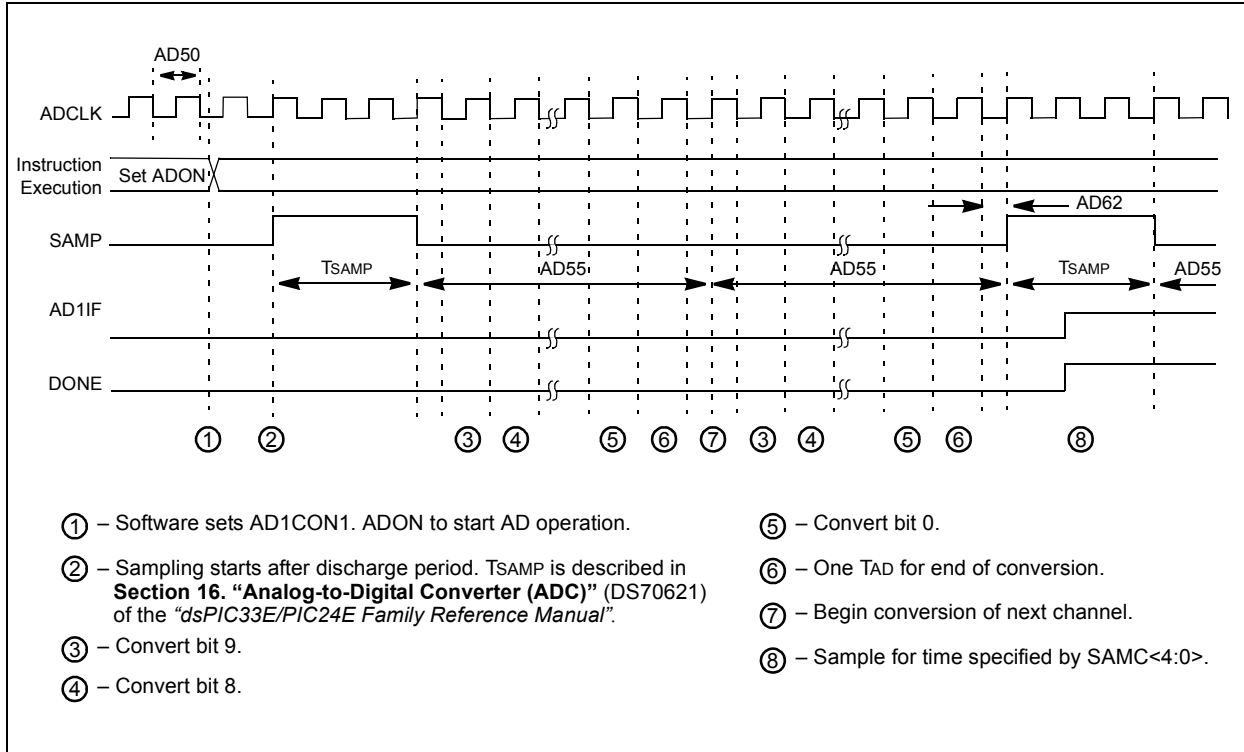 AD50
ADCLK
Instruction
Execution
Set ADON
AD62
SAMP
TSAMP
AD55
AD55
TSAMP
AD55
AD1IF
DONE
1 2 3 4 5 6 7 3 4 5 6 8
1 – Software sets AD1CON1. ADON to start AD operation.
2 – Sampling starts after discharge period. TSAMP is described in
Section 16. “Analog-to-Digital Converter (ADC)” (DS70621)
of the “dsPIC33E/PIC24E Family Reference Manual”.
3 – Convert bit 9.
4 – Convert bit 8.
5 – Convert bit 0.
6 – One TAD for end of conversion.
7 – Begin conversion of next channel.
8 – Sample for time specified by SAMC<4:0>.